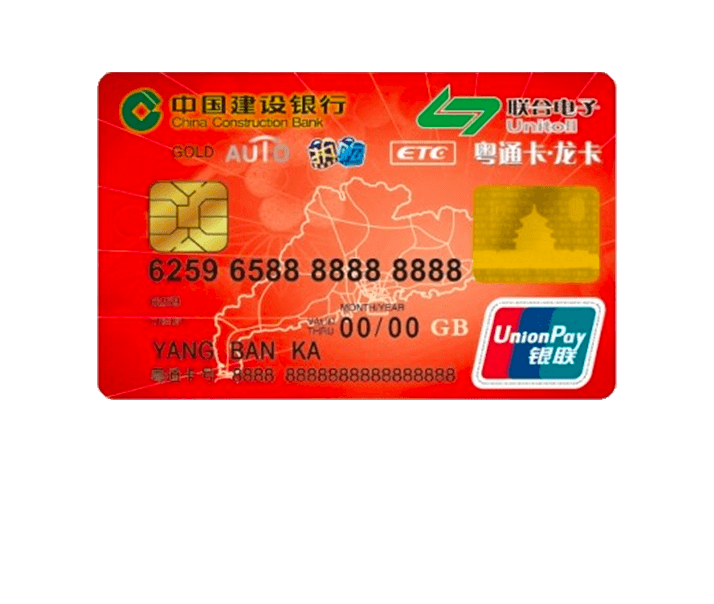 中国建设银行
China Construction Bank
联合电子
Unitoll
GOLD AUTO
ETC
粤通卡·龙卡
6259 6588 8888 8888
6259
MONTH/YEAR
VALID THRU 00/00 GB
YANG BAN KA
UnionPay
银联
粤通卡 8888 8888888888888888